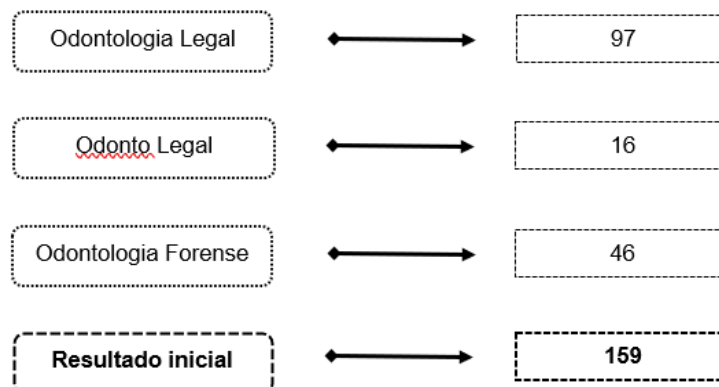 Odontologia Legal 97
Odonto Legal 16
Odontologia Forense 46
Resultado inicial 159